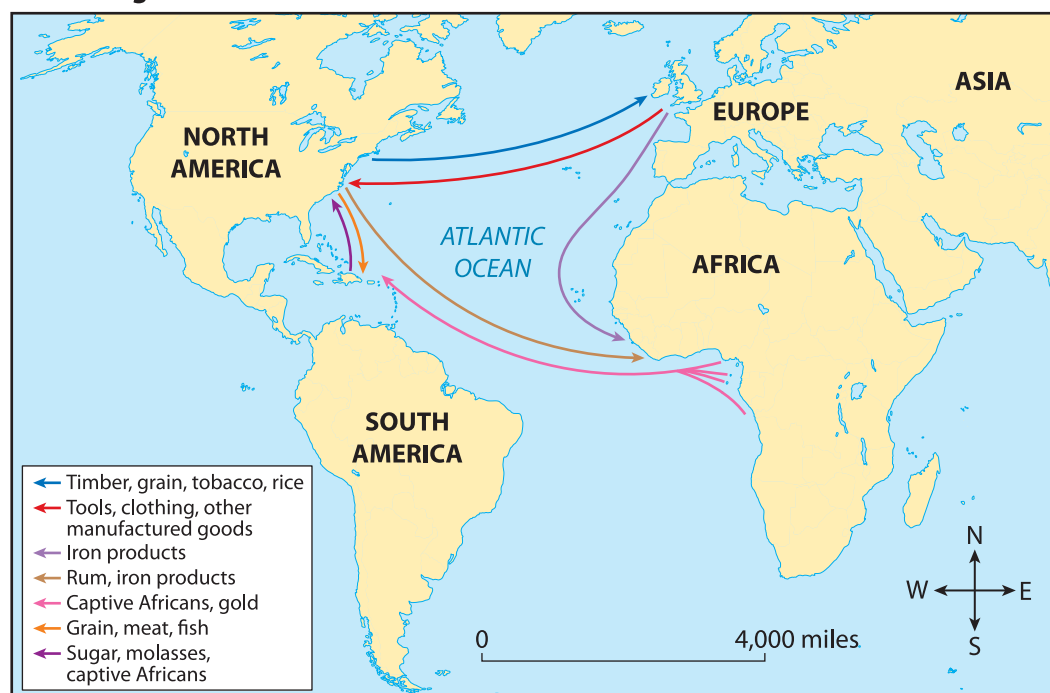 NORTH
AMERICA
EUROPE
ASIA
ATLANTIC
OCEAN
AFRICA
SOUTH
AMERICA
Timber, grain, tobacco, rice
Tools, clothing, other
manufactured goods
Iron products
Rum, iron products
Captive Africans, gold
Grain, meat, fish
Sugar, molasses,
captive Africans
0 4,000 miles
N
W E
S